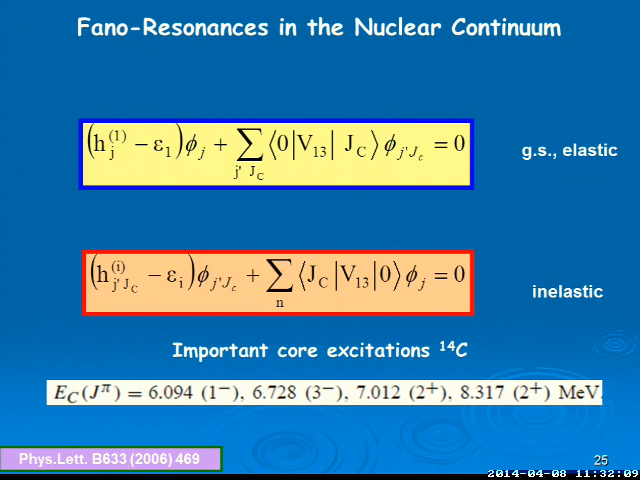 Fano-Resonances in the Nuclear Continuum
(h_j^(1) − ε_1)ϕ_j + ∑_{j' J_C} ⟨0|V_13| J_C⟩ϕ_{j'J_c} = 0
g.s., elastic
(h_{j'J_C}^(i) − ε_i)ϕ_{j'J_c} + ∑_n ⟨J_C|V_13|0⟩ϕ_j = 0
inelastic
Important core excitations ¹⁴C
E_C(J^π) = 6.094 (1⁻), 6.728 (3⁻), 7.012 (2⁺), 8.317 (2⁺) MeV.
Phys.Lett. B633 (2006) 469
25
2014-04-08 11:32:09